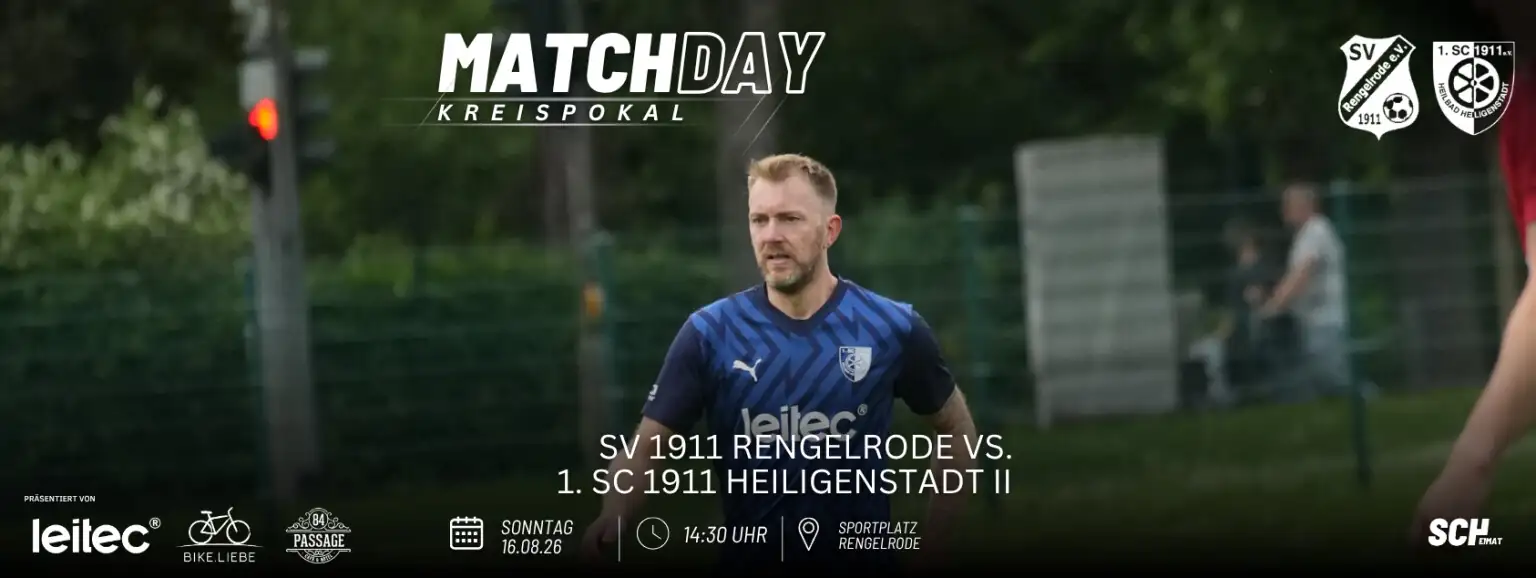 MATCHDAY
KREISPOKAL
SV
Rengelrode e.V.
1911
1. SC 1911 e.V.
HEILBAD HEILIGENSTADT
leitec®
SV 1911 RENGELRODE VS.
1. SC 1911 HEILIGENSTADT II
PRÄSENTIERT VON
leitec®
BIKE.LIEBE
84
PASSAGE
SONNTAG
16.08.26
14:30 UHR
SPORTPLATZ
RENGELRODE
SCHEIMAT